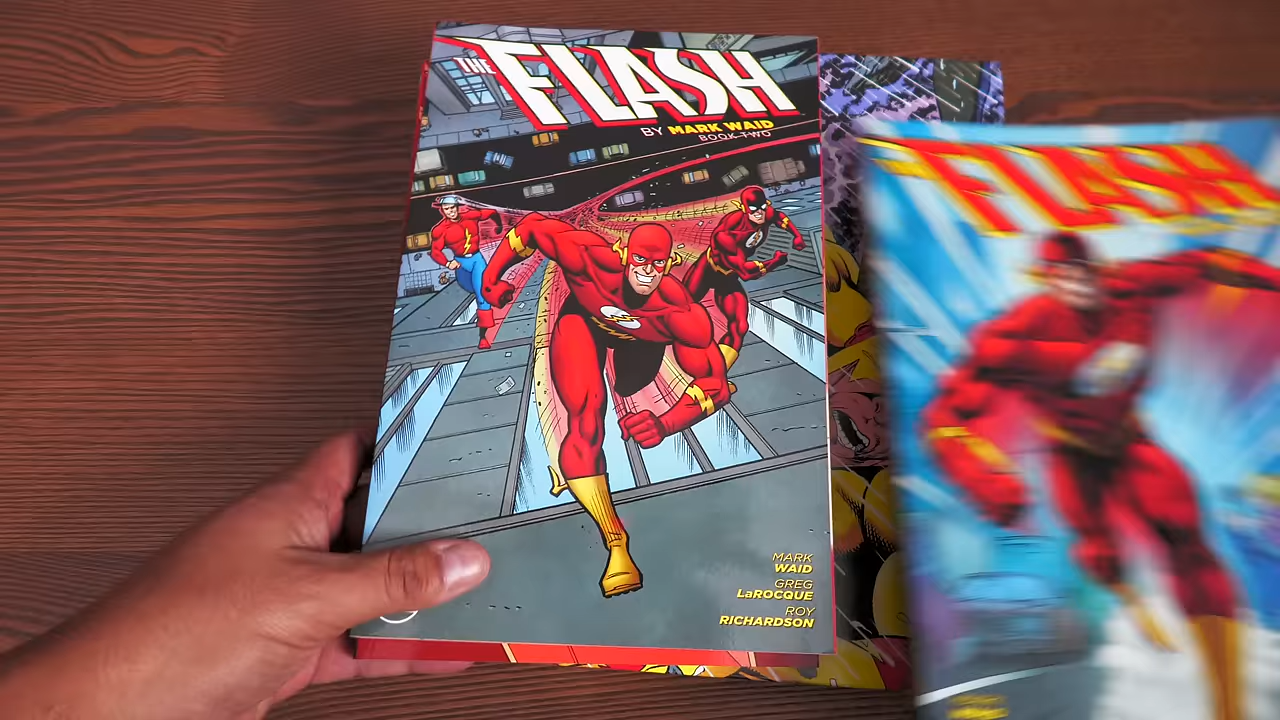 THE FLASH
BY MARK WAID
BOOK TWO
MARK
WAID
GREG
LaROCQUE
ROY
RICHARDSON
FLASH